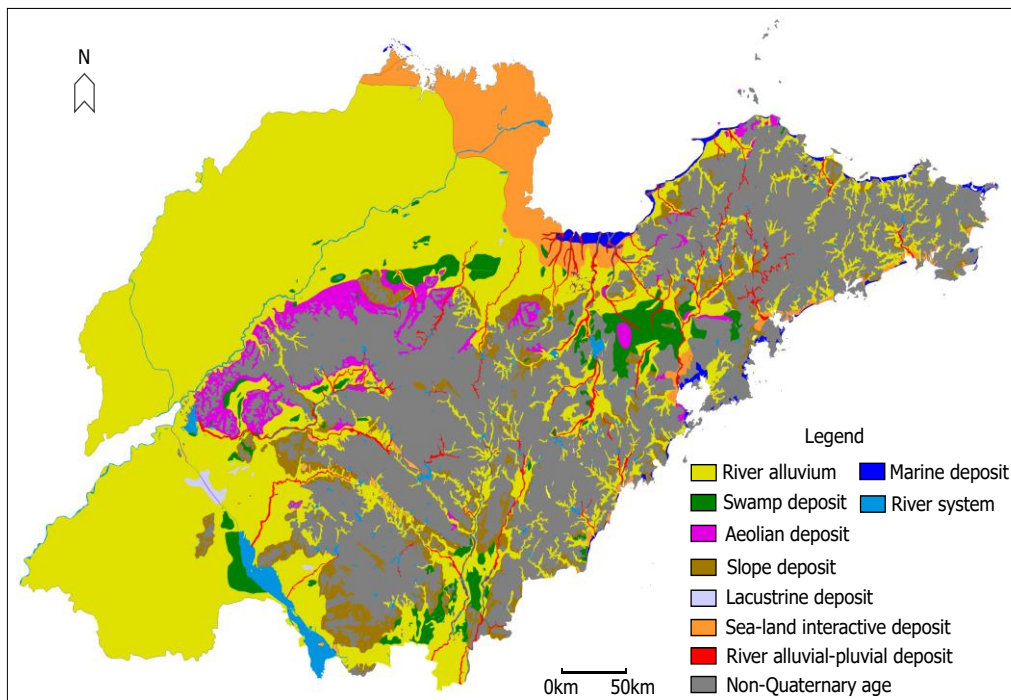 N
Legend
River alluvium
Marine deposit
Swamp deposit
River system
Aeolian deposit
Slope deposit
Lacustrine deposit
Sea-land interactive deposit
River alluvial-pluvial deposit
Non-Quaternary age
0km 50km